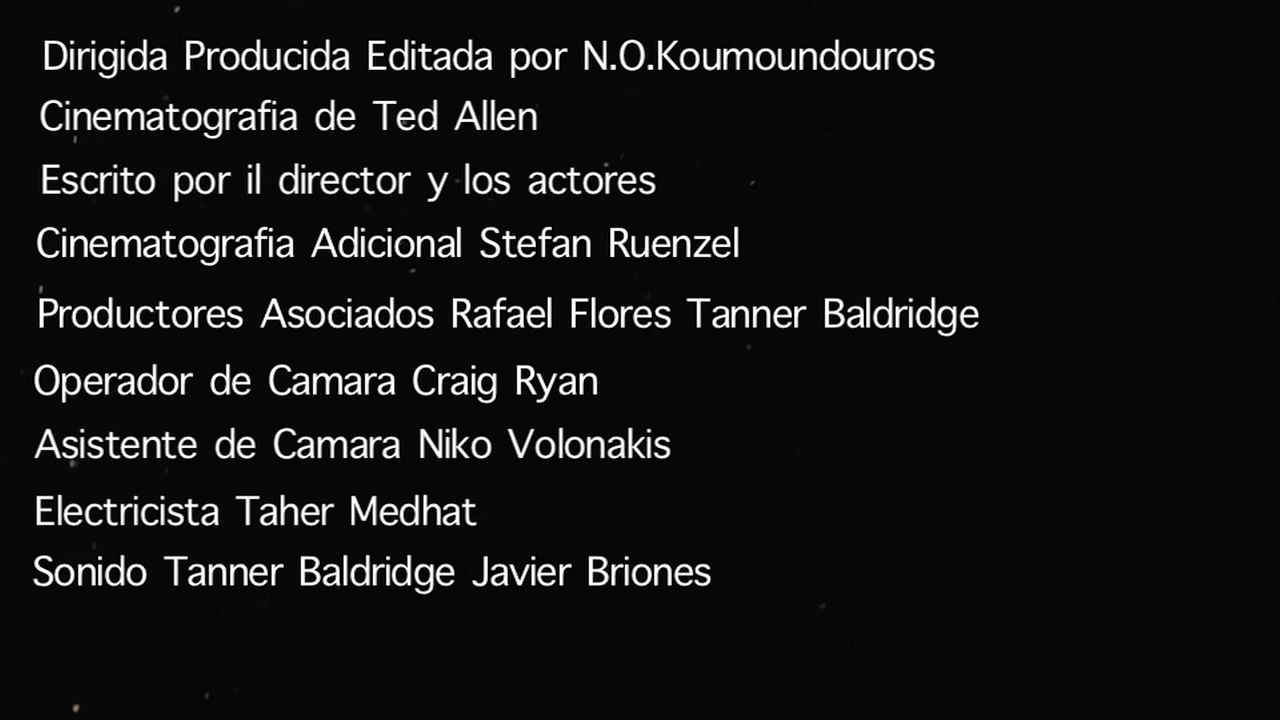 Dirigida Producida Editada por N.O.Koumoundouros
Cinematografia de Ted Allen
Escrito por il director y los actores
Cinematografia Adicional Stefan Ruenzel
Productores Asociados Rafael Flores Tanner Baldridge
Operador de Camara Craig Ryan
Asistente de Camara Niko Volonakis
Electricista Taher Medhat
Sonido Tanner Baldridge Javier Briones